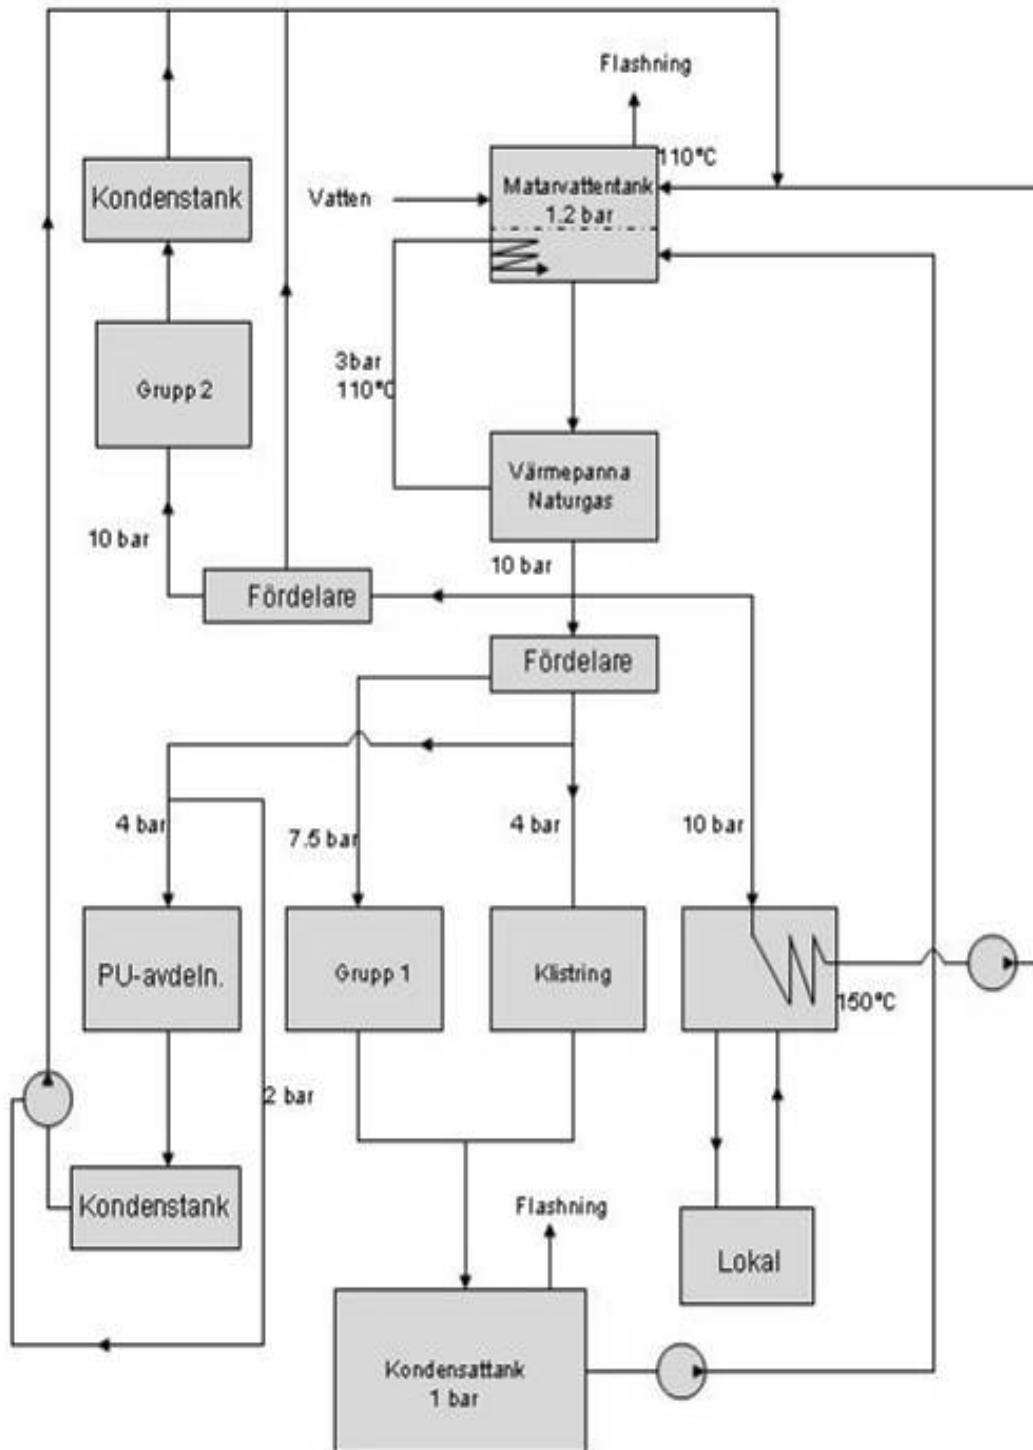 Flashning
110°C
Kondenstank
Vatten
Matarvattentank
1.2 bar
3bar
110°C
Grupp 2
Värmepanna
Naturgas
10 bar
10 bar
Fördelare
Fördelare
4 bar
7.5 bar
4 bar
10 bar
PU-avdeln.
Grupp 1
Klistring
150°C
2 bar
Kondenstank
Flashning
Lokal
Kondensattank
1 bar